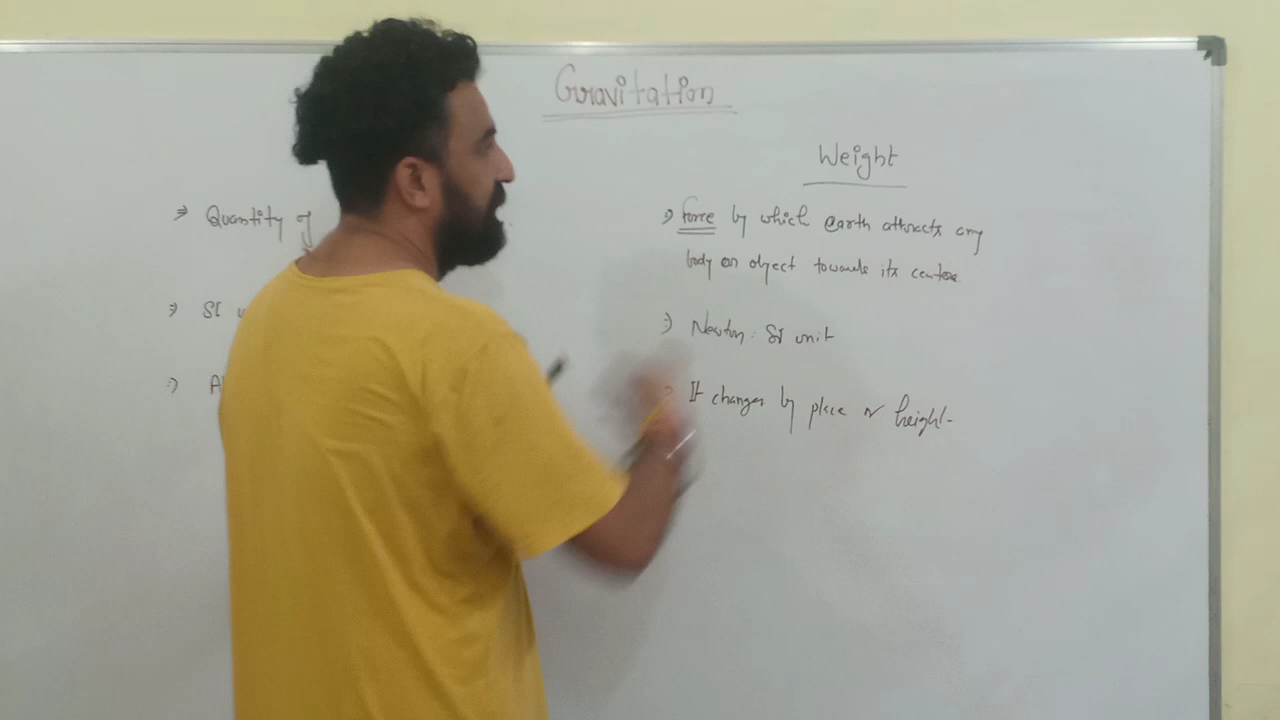 Gravitation
Weight
⇒ Quantity of
⇒ SI
⇒ A
⇒ Force by which earth attracts any
body or object towards its centre.
⇒ Newton : SI unit
It changes by place or height.